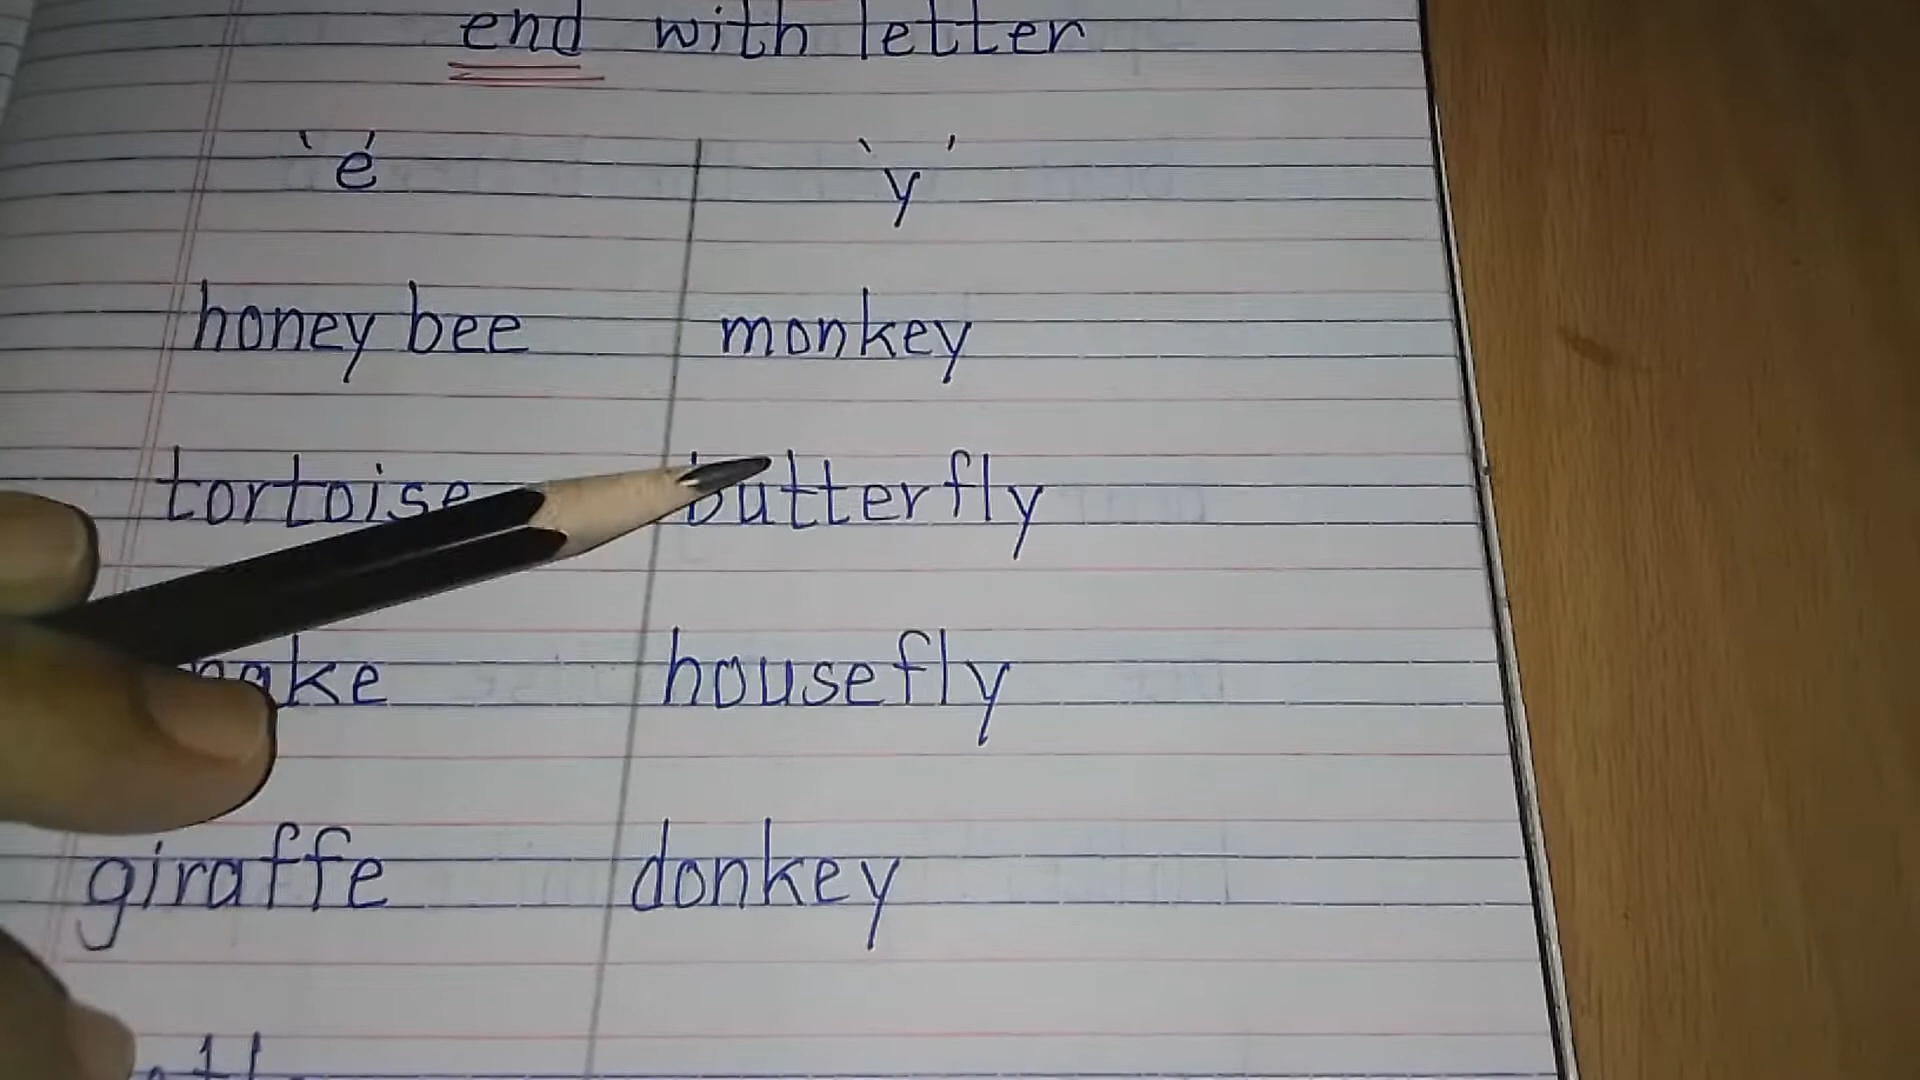 end with letter
'e' 'y'
honey bee monkey
tortoise butterfly
housefly
giraffe donkey